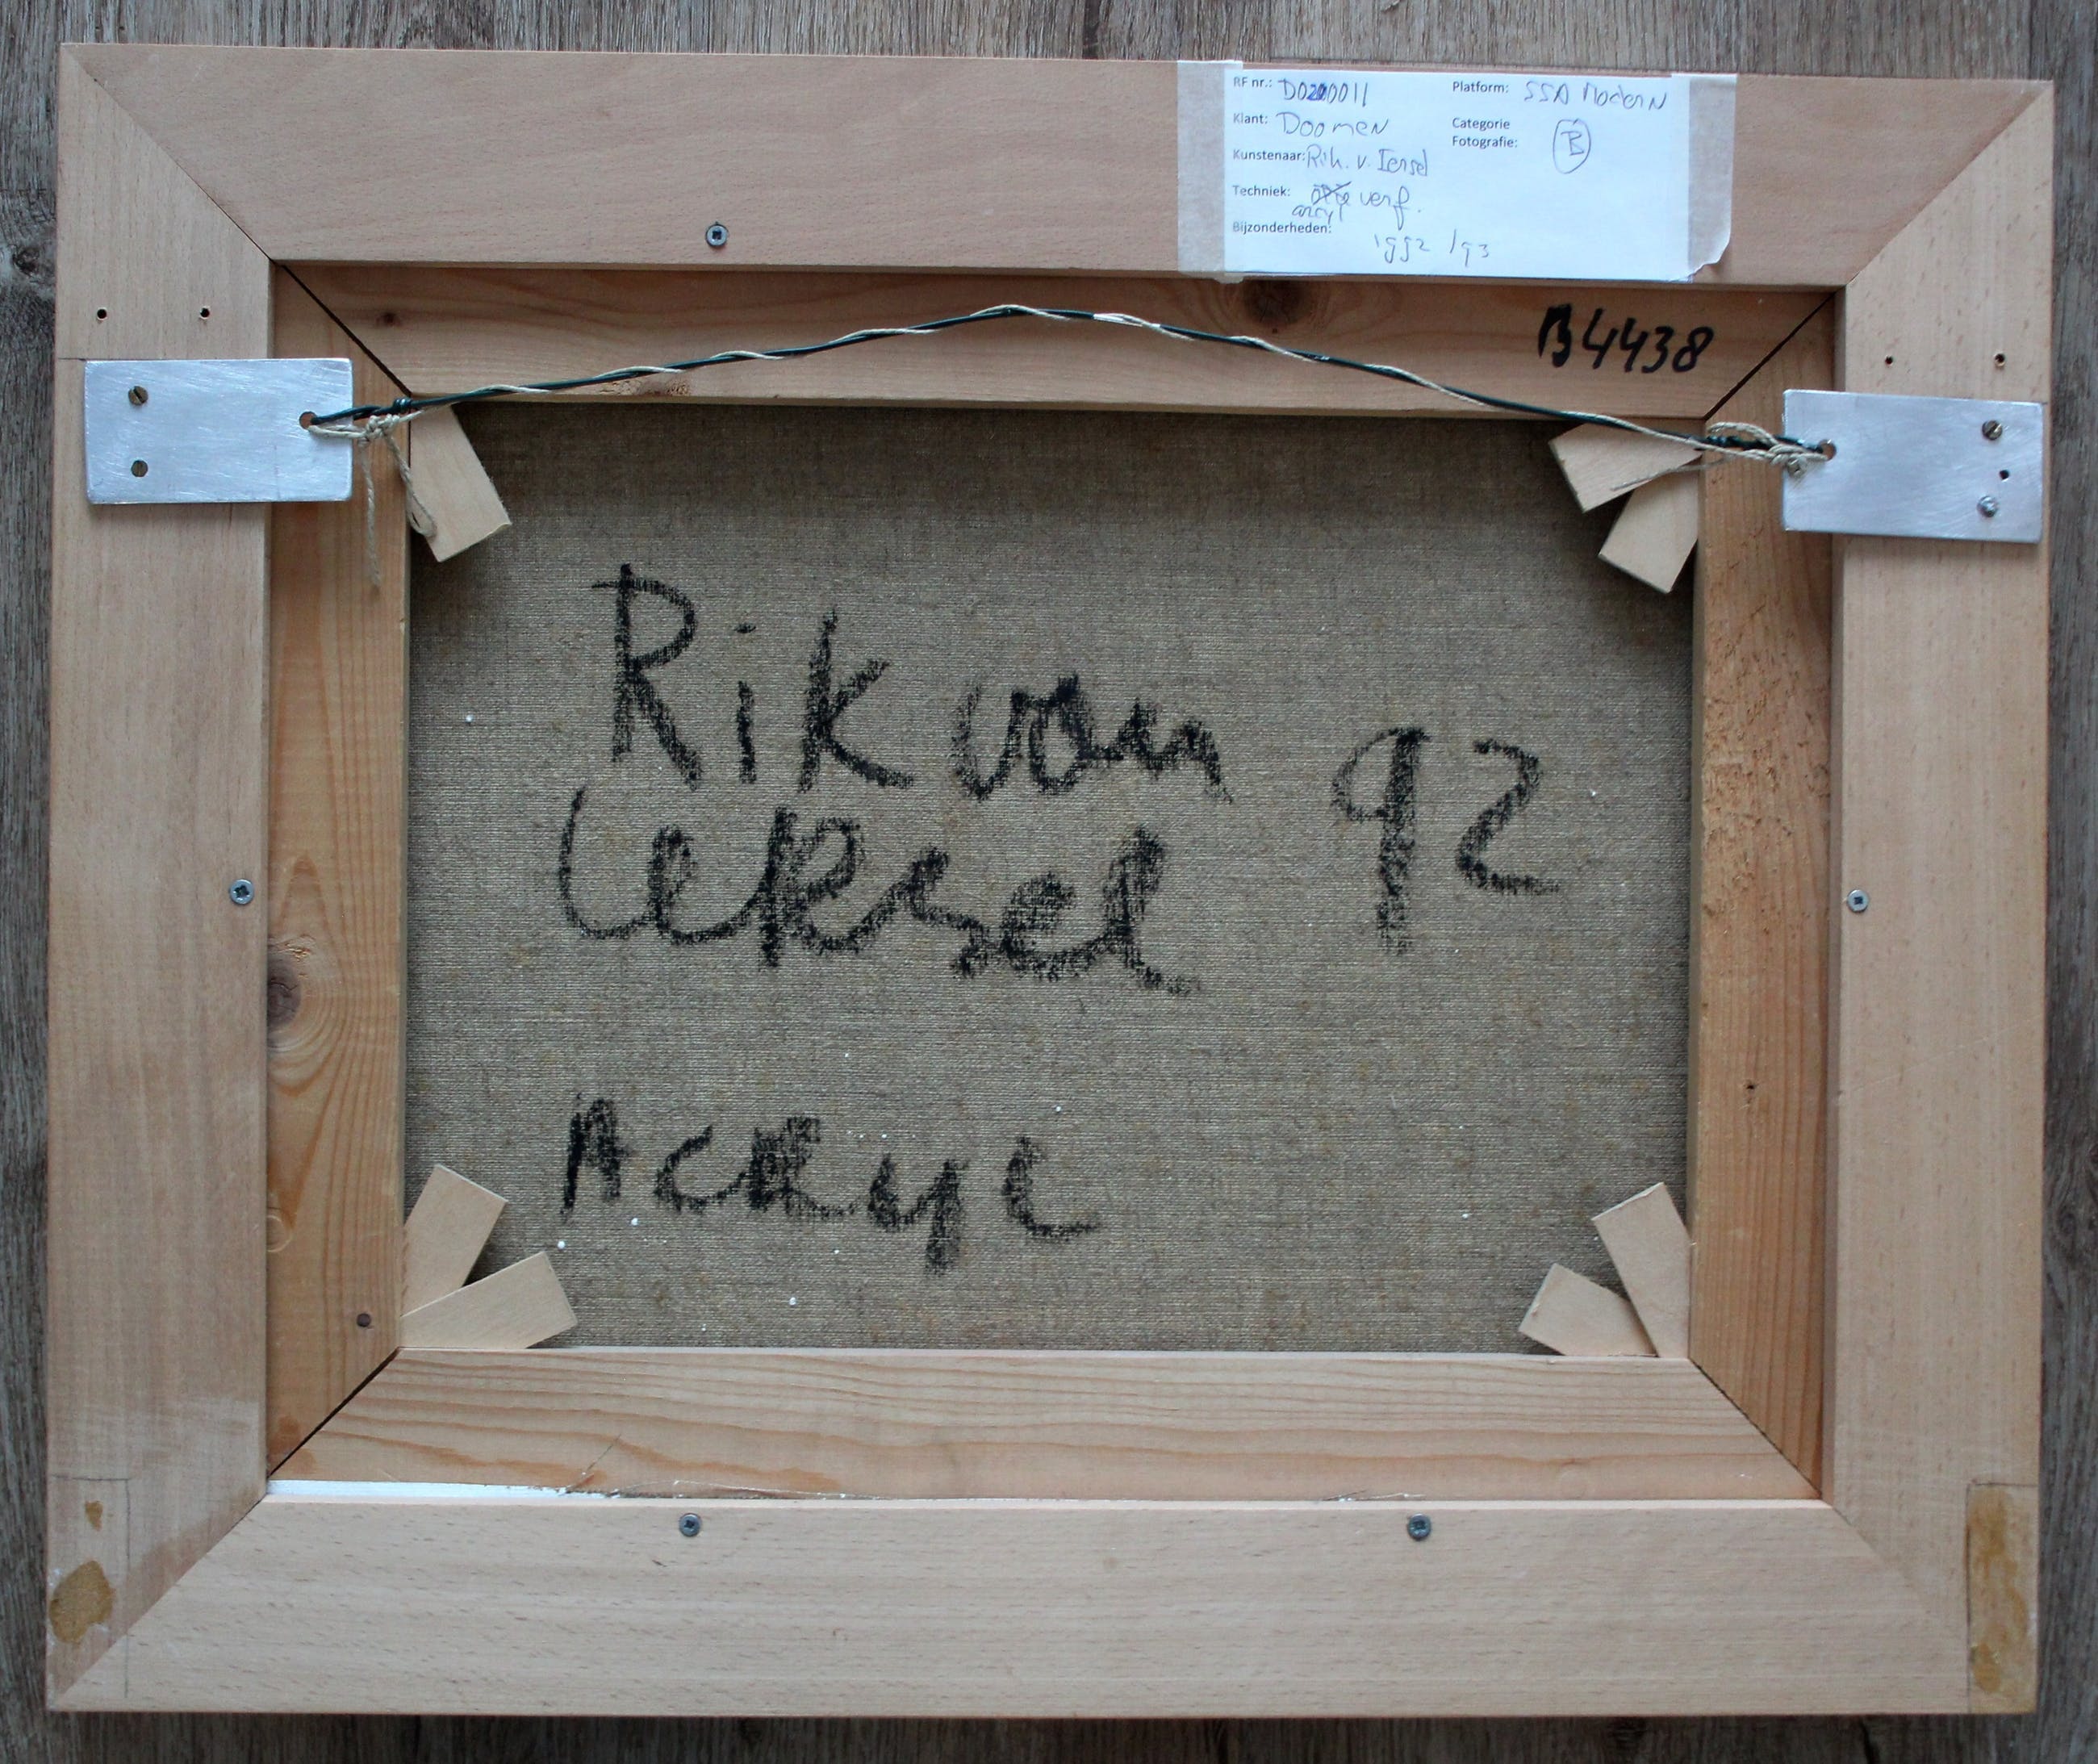 RF nr.: D0200011 Platform: SSA Modern
Klant: Doomen Categorie
Fotografie: B
Kunstenaar: Rik. v. Iersel
Techniek: verf.
acryl
Bijzonderheden: 1992 / 93
B4438
Rik van 92
Iersel
Acryl